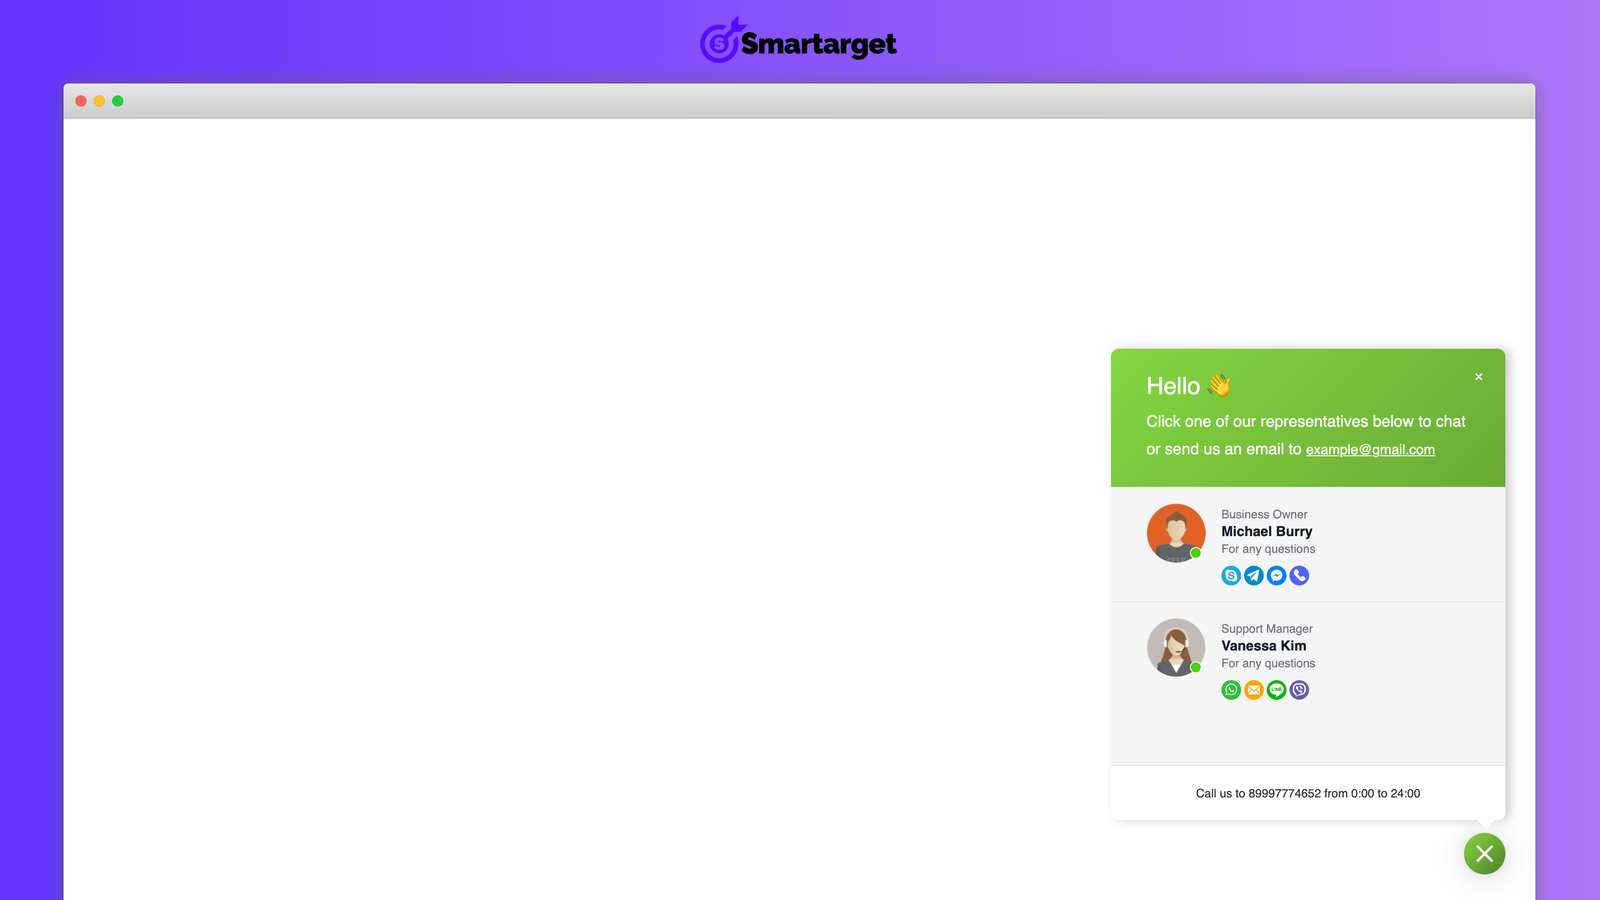 Smartarget
Hello 👋
Click one of our representatives below to chat
or send us an email to example@gmail.com
Business Owner
Michael Burry
For any questions
Support Manager
Vanessa Kim
For any questions
LINE
Call us to 89997774652 from 0:00 to 24:00